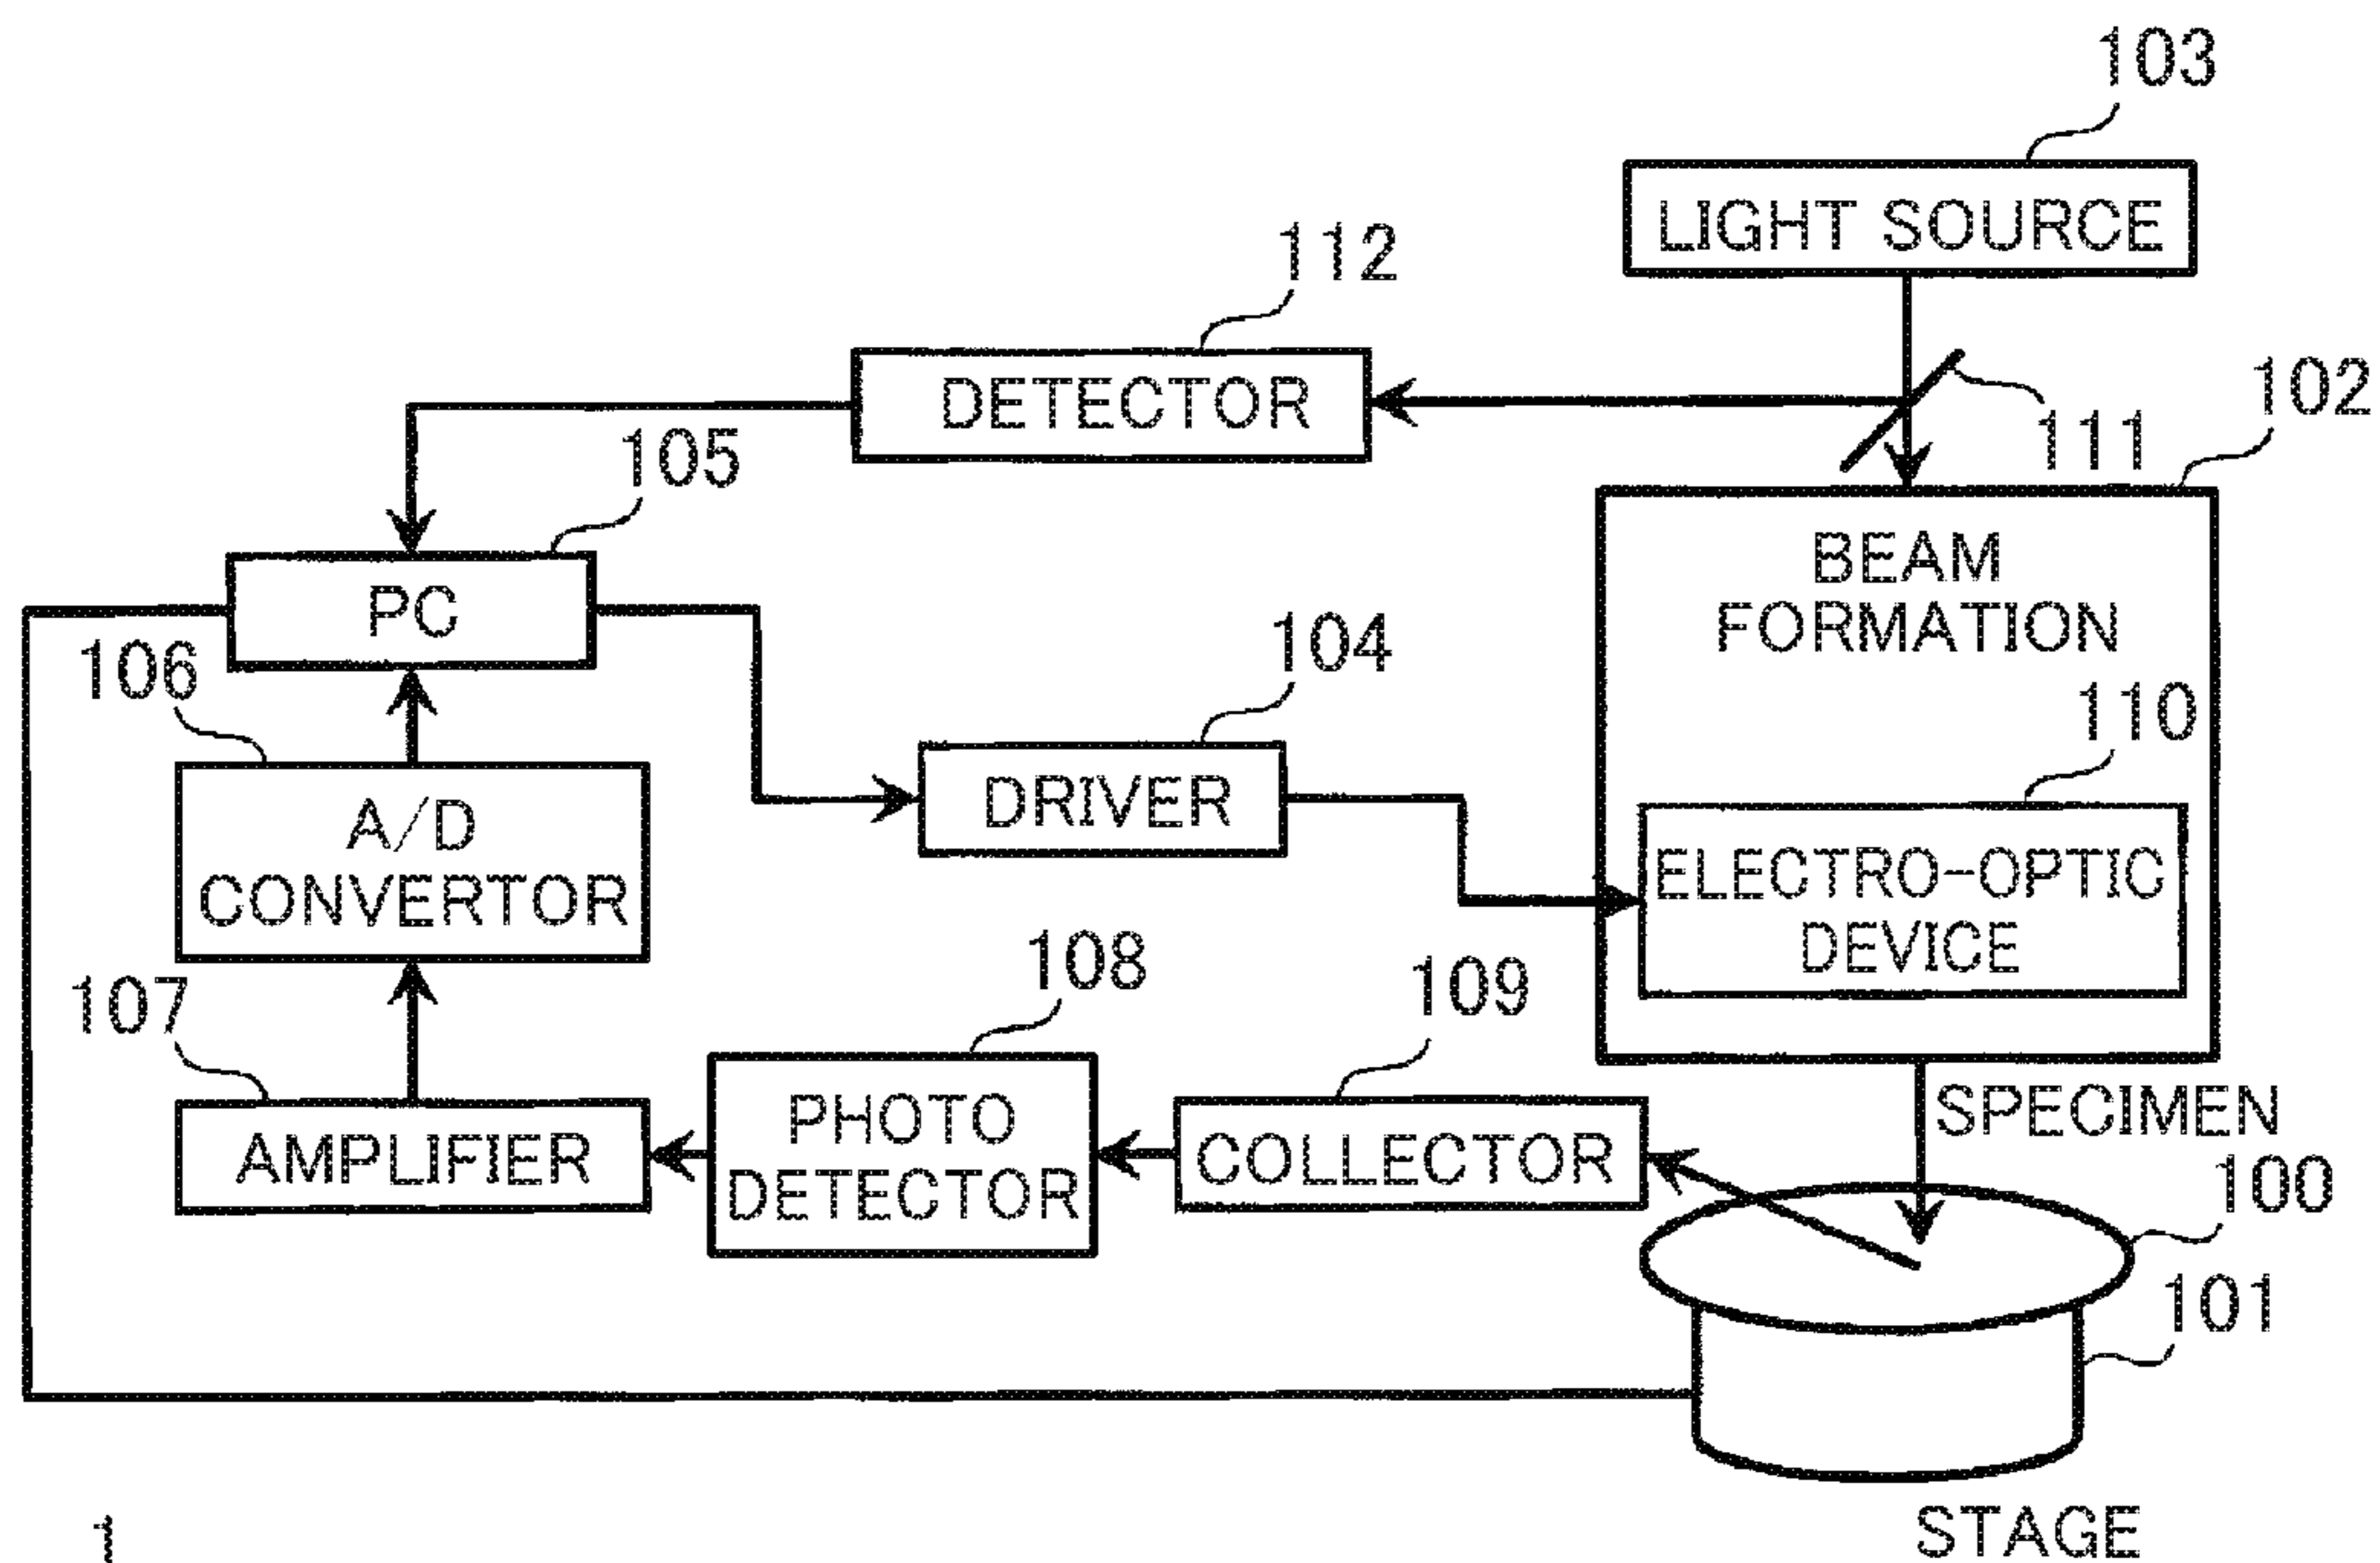 103
LIGHT SOURCE
112
DETECTOR
111
102
105
PC
BEAM
FORMATION
104
106
110
DRIVER
A/D
CONVERTOR
ELECTRO-OPTIC
DEVICE
108
109
107
PHOTO
DETECTOR
COLLECTOR
AMPLIFIER
SPECIMEN
100
101
STAGE
1